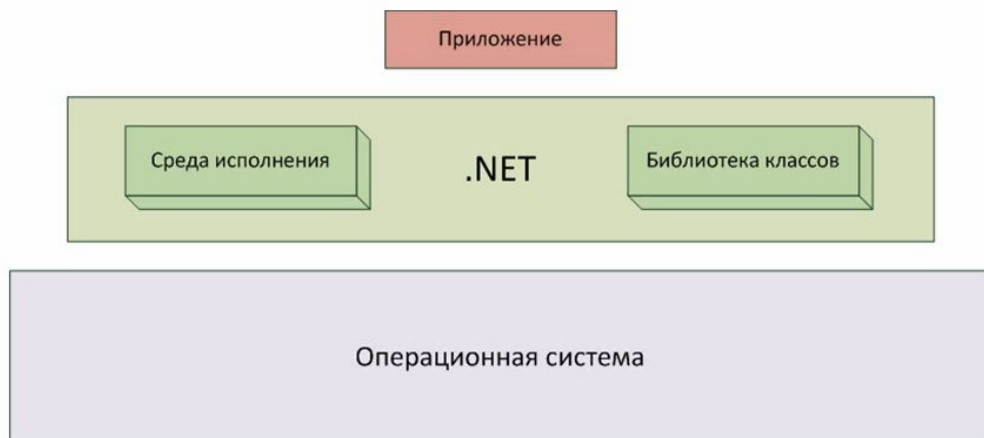 Приложение
Среда исполнения
.NET
Библиотека классов
Операционная система